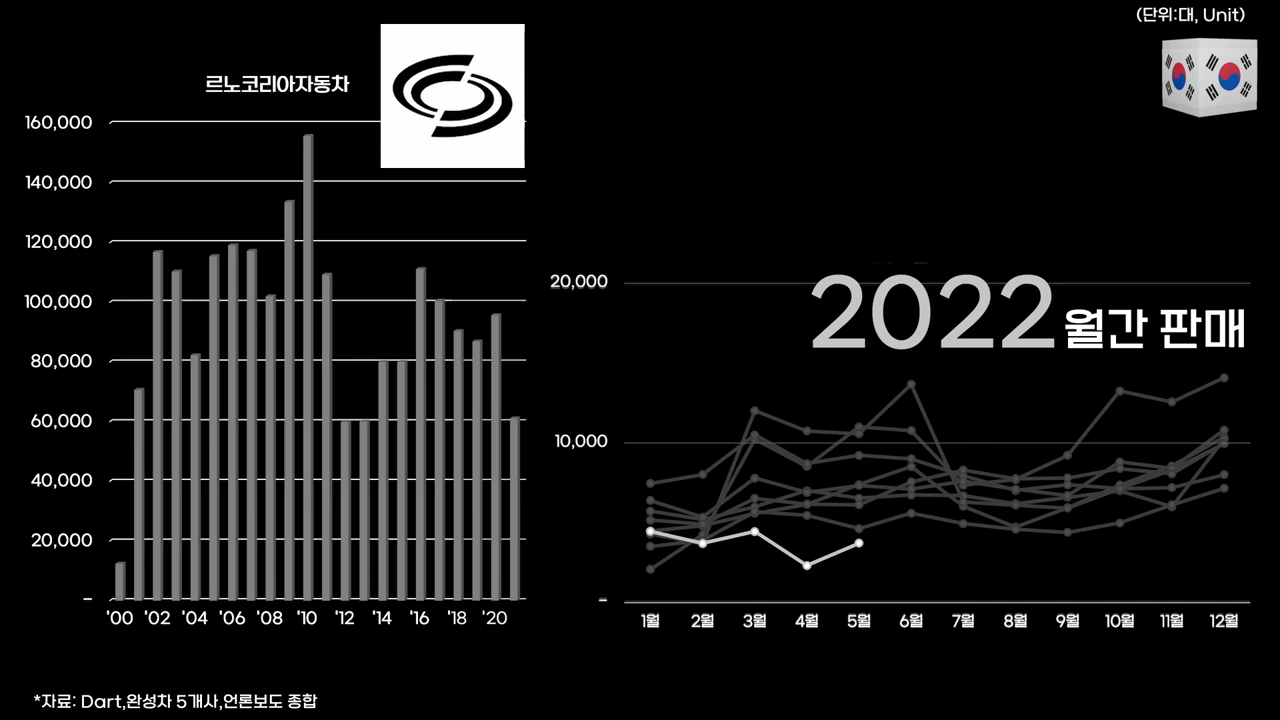 (단위:대, Unit)
르노코리아자동차
160,000
140,000
120,000
100,000
80,000
60,000
40,000
20,000
–
'00 '02 '04 '06 '08 '10 '12 '14 '16 '18 '20
2022 월간 판매
20,000
10,000
–
1월 2월 3월 4월 5월 6월 7월 8월 9월 10월 11월 12월
*자료: Dart,완성차 5개사,언론보도 종합